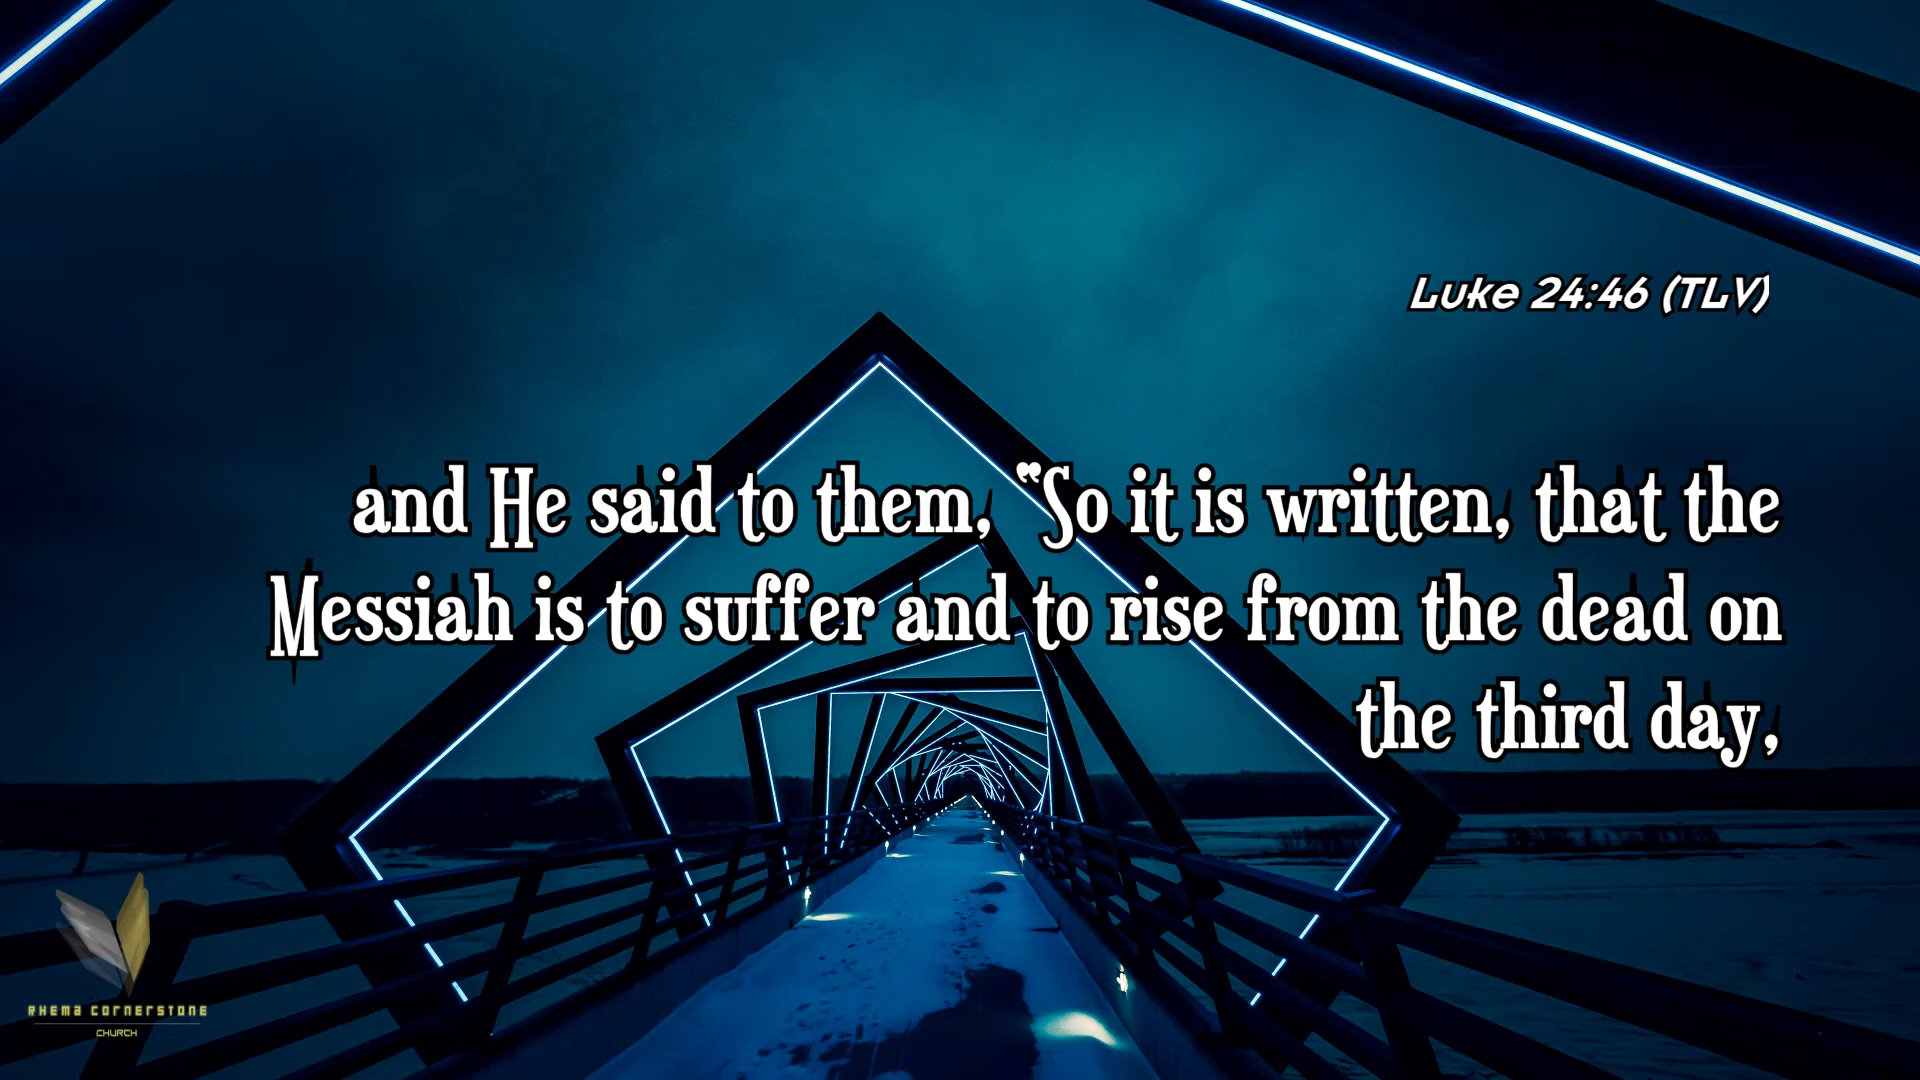 Luke 24:46 (TLV)
and He said to them, “So it is written, that the
Messiah is to suffer and to rise from the dead on
the third day,
RHEMA CORNERSTONE
CHURCH